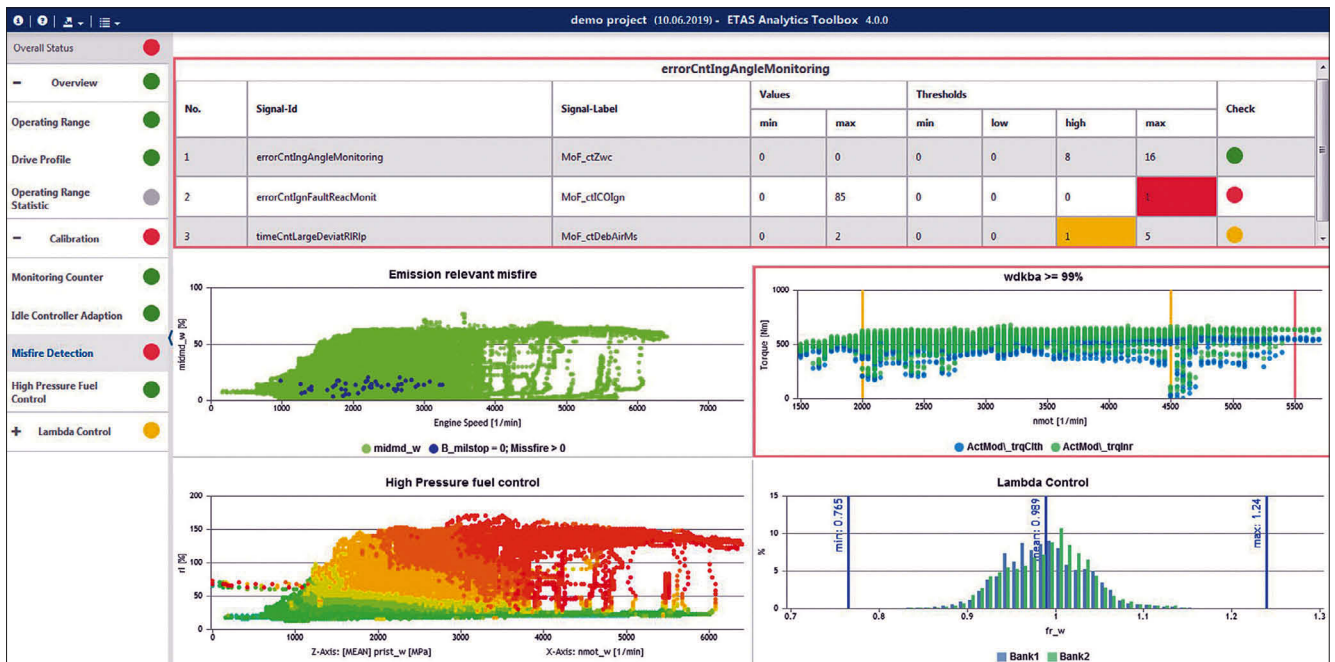 demo project (10.06.2019) - ETAS Analytics Toolbox 4.0.0
Overall Status
− Overview
Operating Range
Drive Profile
Operating Range
Statistic
− Calibration
Monitoring Counter
Idle Controller Adaption
Misfire Detection
High Pressure Fuel
Control
+ Lambda Control
errorCntIngAngleMonitoring
No. Signal-Id Signal-Label Values Thresholds Check
min max min low high max
1 errorCntIngAngleMonitoring MoF_ctZwc 0 0 0 0 8 16
2 errorCntIgnFaultReacMonit MoF_ctICOIgn 0 85 0 0 0 1
3 timeCntLargeDeviatRlRlp MoF_ctDebAirMs 0 2 0 0 1 5
Emission relevant misfire
midmd_w [%]
100
50
0
0 1000 2000 3000 4000 5000 6000 7000
Engine Speed [1/min]
midmd_w B_milstop = 0; Missfire > 0
wdkba >= 99%
Torque [Nm]
1000
500
0
1500 2000 2500 3000 3500 4000 4500 5000 5500
nmot [1/min]
ActMod\_trqClth ActMod\_trqInr
High Pressure fuel control
rl [%]
200
150
100
50
0
0 1000 2000 3000 4000 5000 6000
Z-Axis: [MEAN] prist_w [MPa] X-Axis: nmot_w [1/min]
Lambda Control
%
15
10
5
0
min: 0.765
mean: 0.989
max: 1.24
0.7 0.8 0.9 1 1.1 1.2 1.3
fr_w
Bank1 Bank2